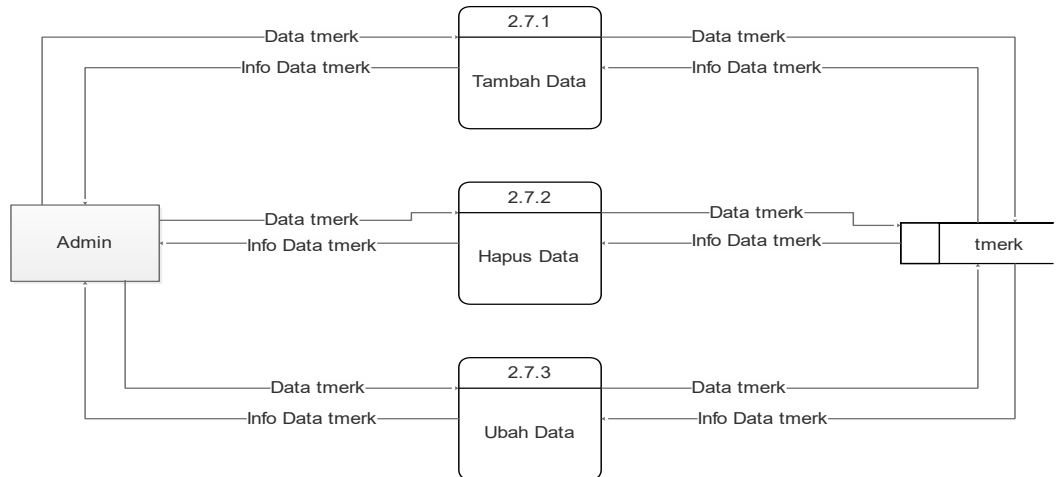 2.7.1
Data tmerk
Data tmerk
Info Data tmerk
Info Data tmerk
Tambah Data
2.7.2
Data tmerk
Data tmerk
Admin
Info Data tmerk
Info Data tmerk
tmerk
Hapus Data
2.7.3
Data tmerk
Data tmerk
Info Data tmerk
Info Data tmerk
Ubah Data